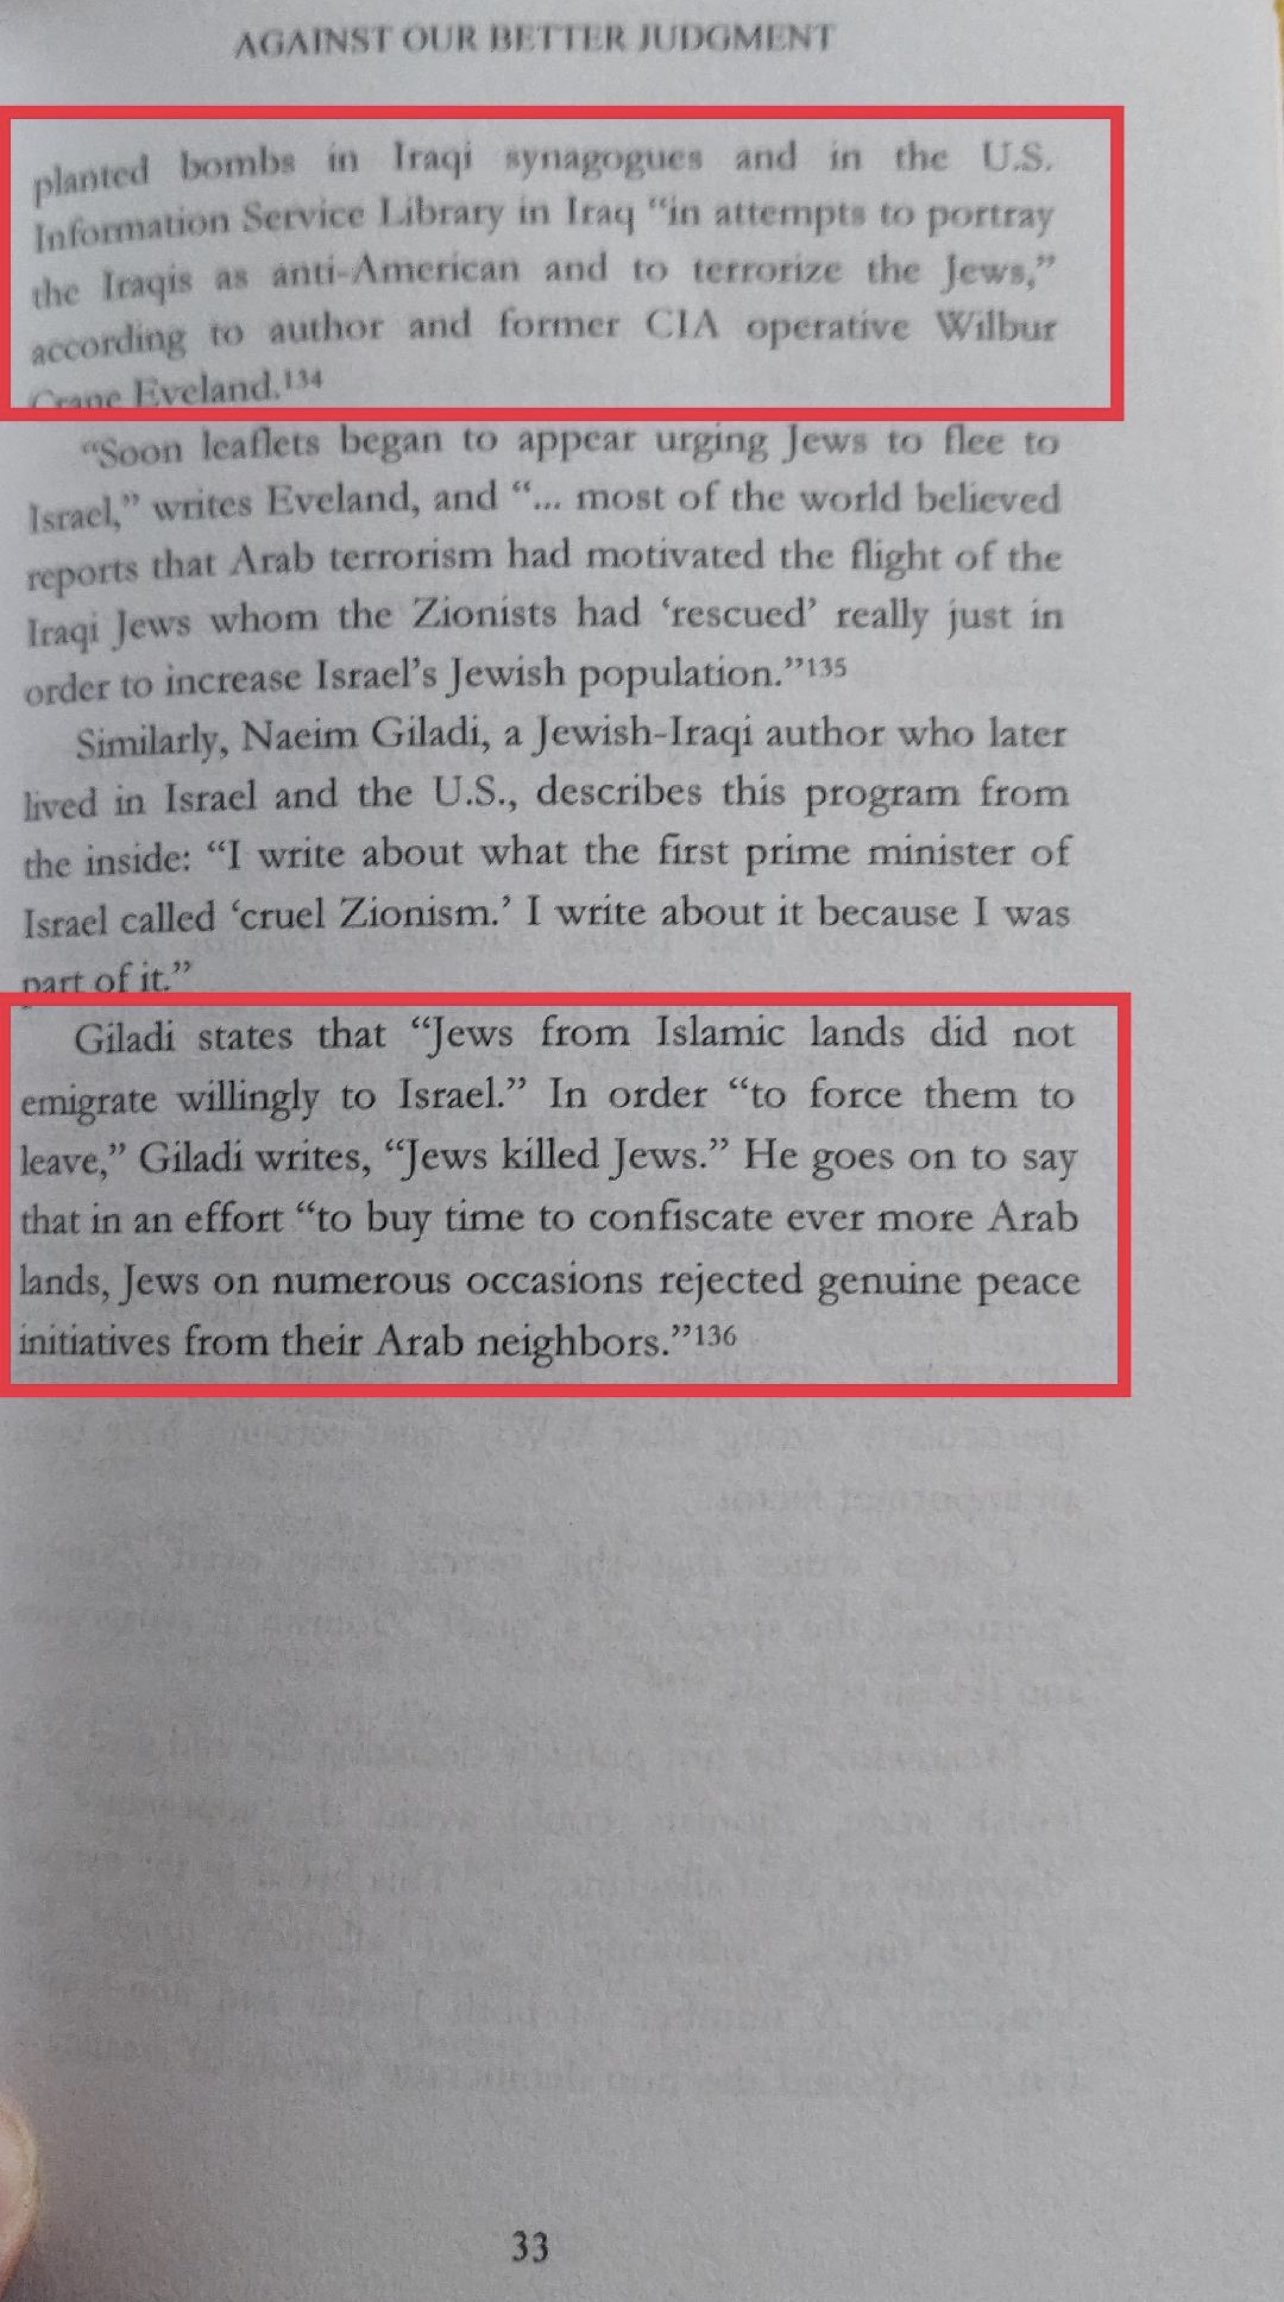 AGAINST OUR BETTER JUDGMENT
planted bombs in Iraqi synagogues and in the U.S.
Information Service Library in Iraq “in attempts to portray
the Iraqis as anti-American and to terrorize the Jews,”
according to author and former CIA operative Wilbur
Crane Eveland.134
“Soon leaflets began to appear urging Jews to flee to
Israel,” writes Eveland, and “... most of the world believed
reports that Arab terrorism had motivated the flight of the
Iraqi Jews whom the Zionists had ‘rescued’ really just in
order to increase Israel’s Jewish population.”135
Similarly, Naeim Giladi, a Jewish-Iraqi author who later
lived in Israel and the U.S., describes this program from
the inside: “I write about what the first prime minister of
Israel called ‘cruel Zionism.’ I write about it because I was
part of it.”
Giladi states that “Jews from Islamic lands did not
emigrate willingly to Israel.” In order “to force them to
leave,” Giladi writes, “Jews killed Jews.” He goes on to say
that in an effort “to buy time to confiscate ever more Arab
lands, Jews on numerous occasions rejected genuine peace
initiatives from their Arab neighbors.”136
33